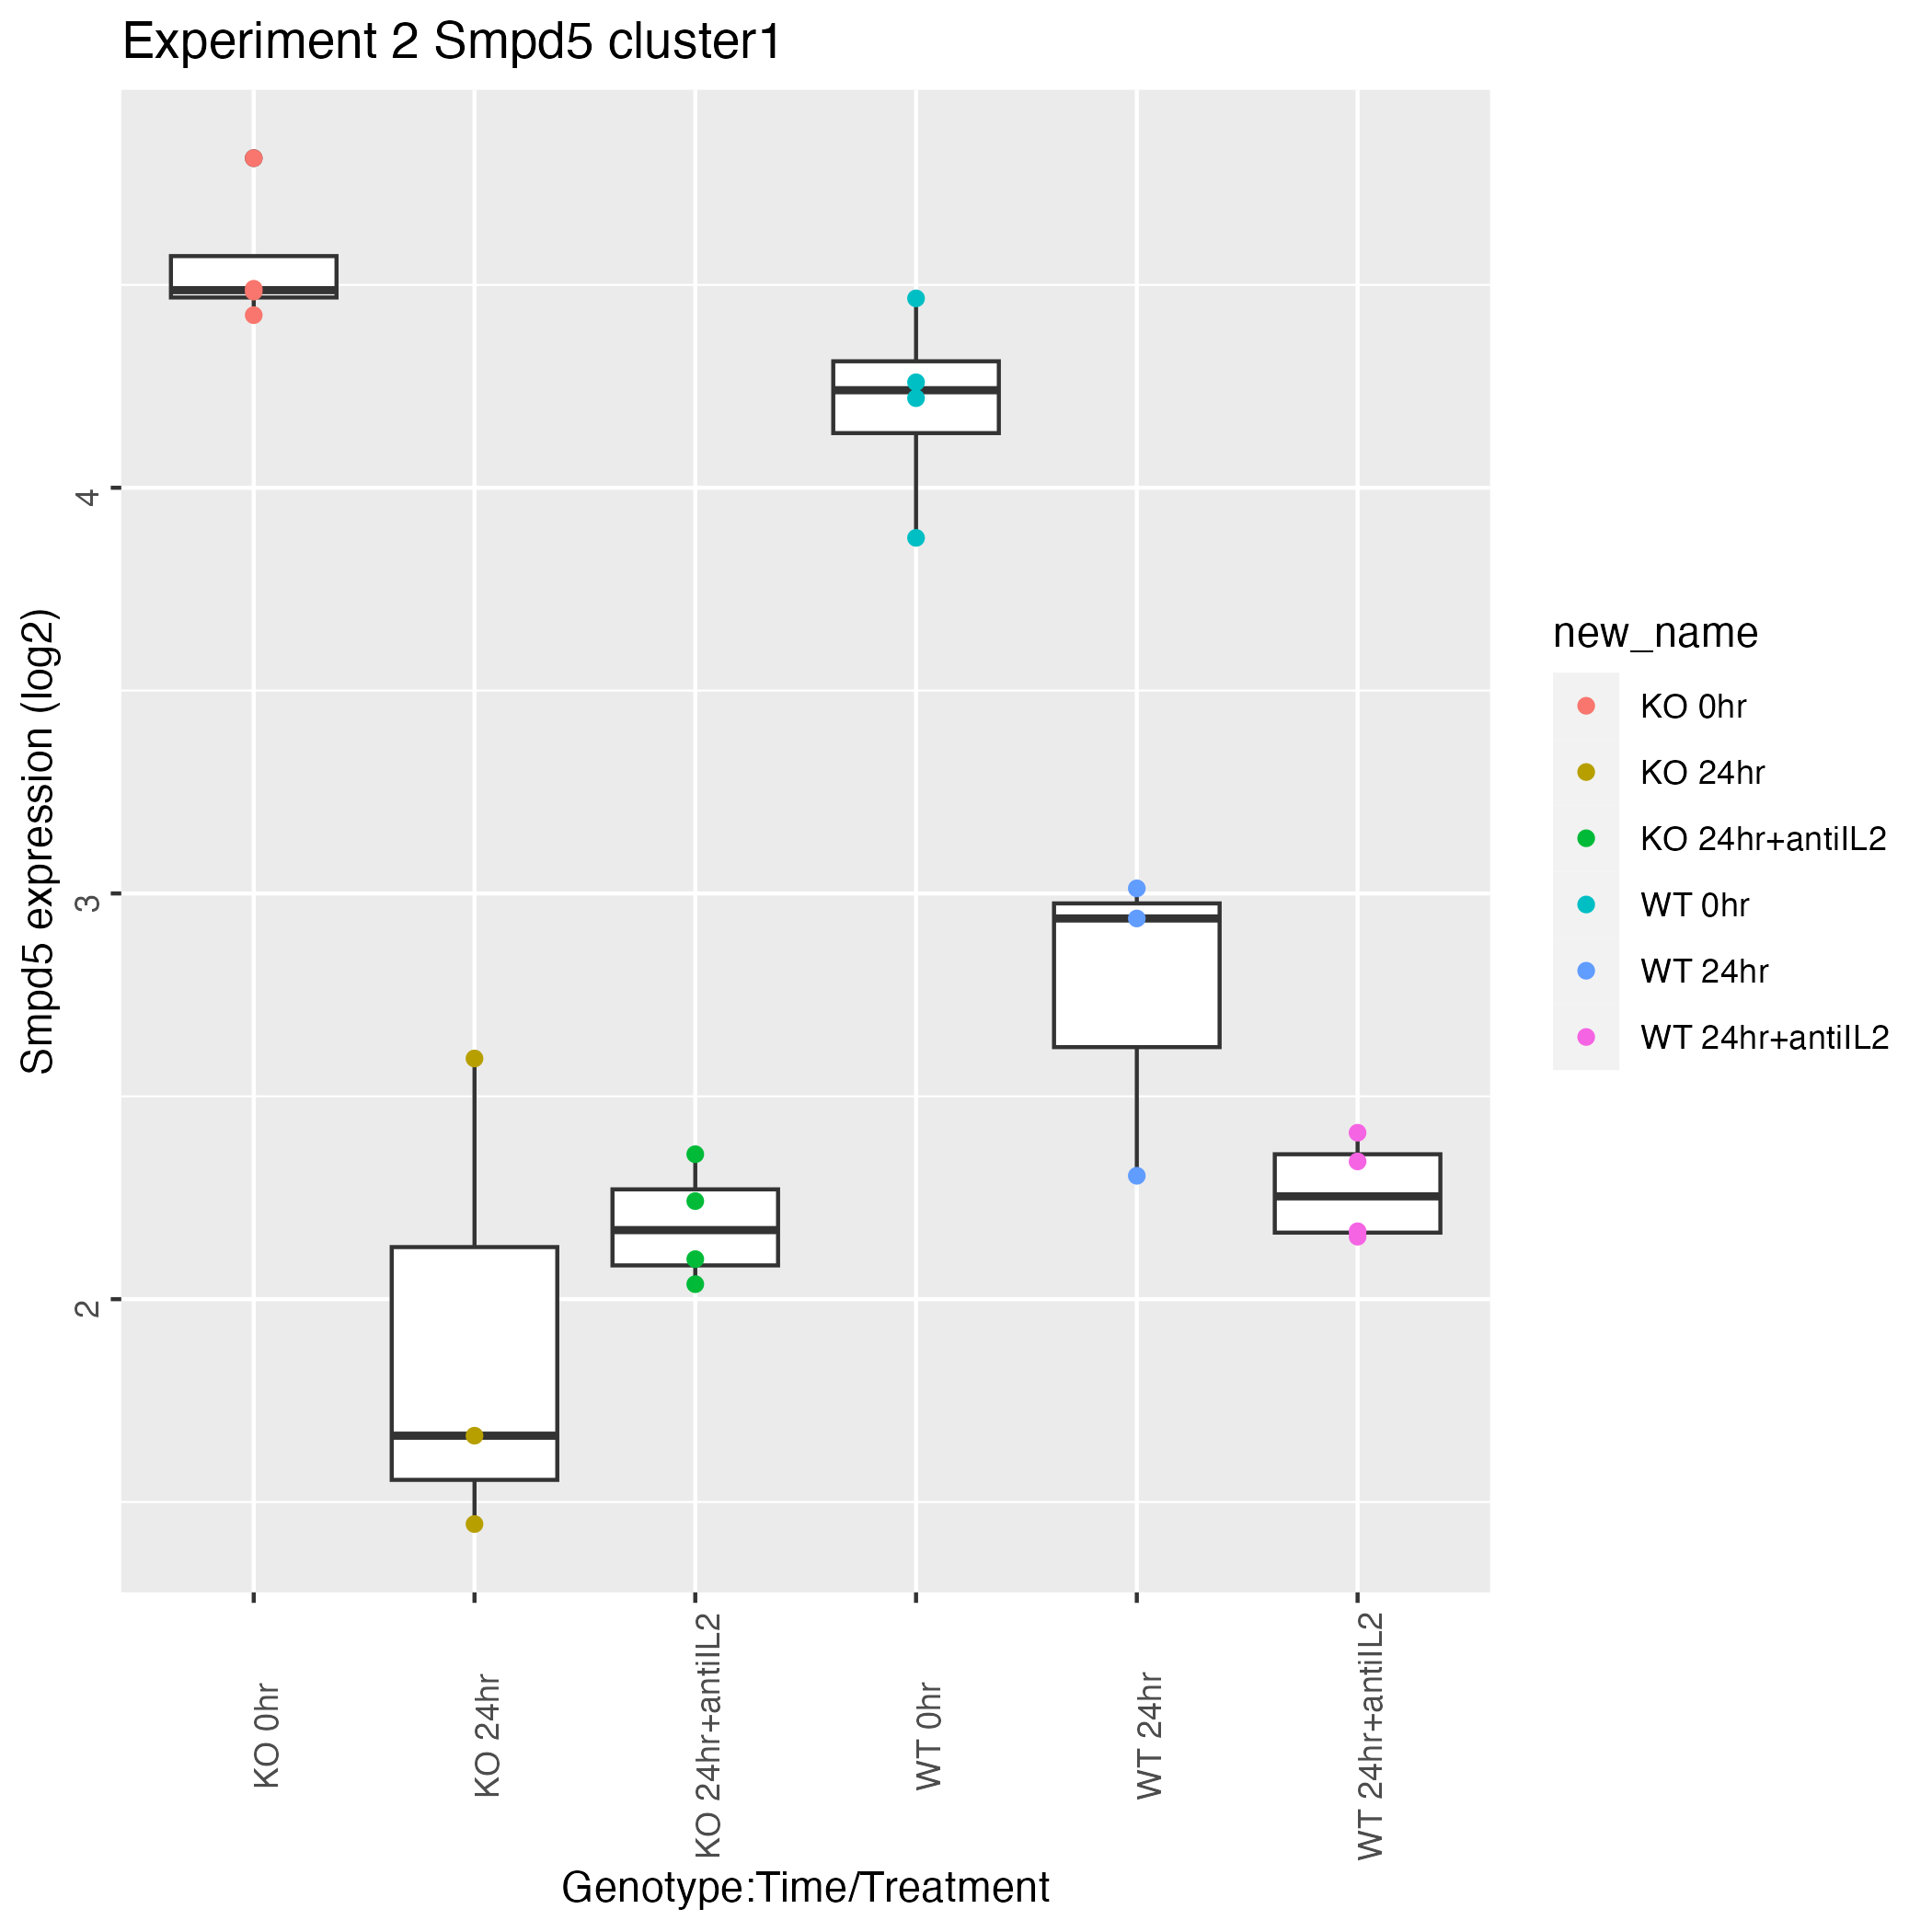 Experiment 2 Smpd5 cluster1
Smpd5 expression (log2)
4
3
2
KO 0hr
KO 24hr
KO 24hr+antiIL2
WT 0hr
WT 24hr
WT 24hr+antiIL2
Genotype:Time/Treatment
new_name
KO 0hr
KO 24hr
KO 24hr+antiIL2
WT 0hr
WT 24hr
WT 24hr+antiIL2